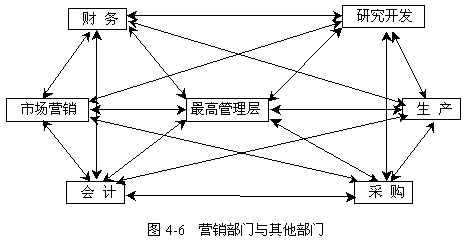 财 务
研究开发
市场营销
最高管理层
生 产
会 计
采 购
图 4-6 营销部门与其他部门